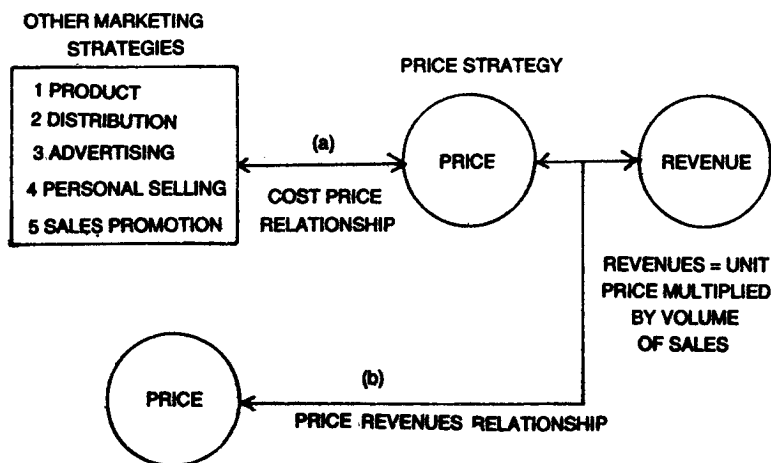 OTHER MARKETING
STRATEGIES
1 PRODUCT
2 DISTRIBUTION
3 ADVERTISING
4 PERSONAL SELLING
5 SALES PROMOTION
(a)
COST PRICE
RELATIONSHIP
PRICE STRATEGY
PRICE
REVENUE
REVENUES = UNIT
PRICE MULTIPLIED
BY VOLUME
OF SALES
PRICE
(b)
PRICE REVENUES RELATIONSHIP